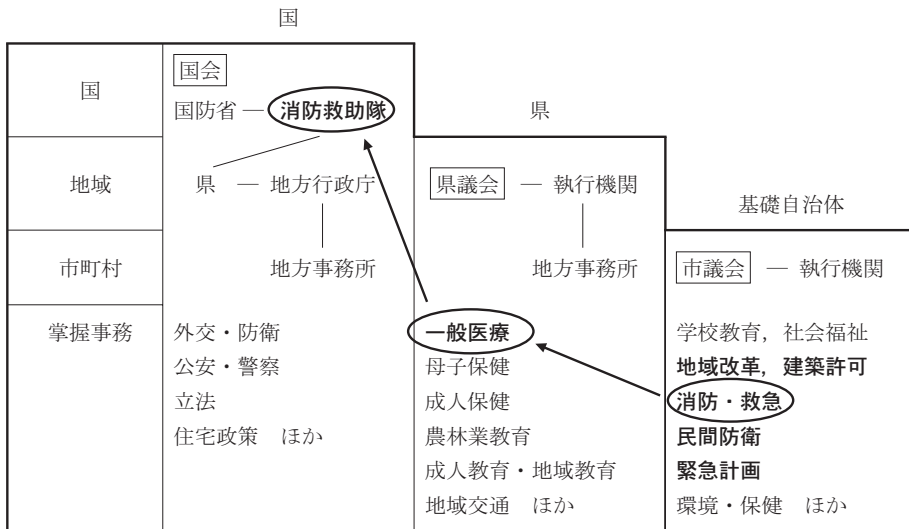 国
国
国会
国防省 ― 消防救助隊
県
地域
県 ― 地方行政庁
県議会 ― 執行機関
基礎自治体
市町村
地方事務所
地方事務所
市議会 ― 執行機関
掌握事務
外交・防衛
公安・警察
立法
住宅政策 ほか
一般医療
母子保健
成人保健
農林業教育
成人教育・地域教育
地域交通 ほか
学校教育，社会福祉
地域改革，建築許可
消防・救急
民間防衛
緊急計画
環境・保健 ほか